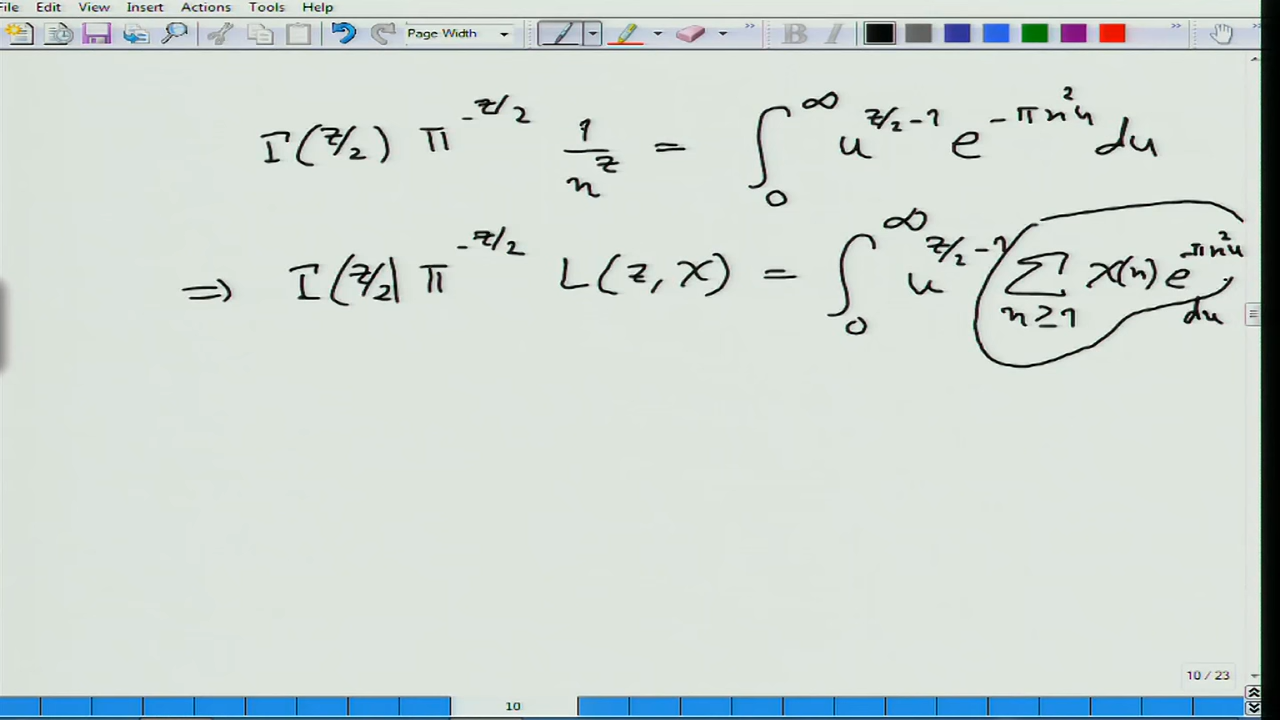 File Edit View Insert Actions Tools Help
Page Width B I
Γ(z/2) π^{-z/2} 1/n^z = ∫_0^∞ u^{z/2-1} e^{-πn²u} du
⇒ Γ(z/2) π^{-z/2} L(z, χ) = ∫_0^∞ u^{z/2-1} ∑_{n≥1} χ(n) e^{-πn²u} du
10 / 23
10